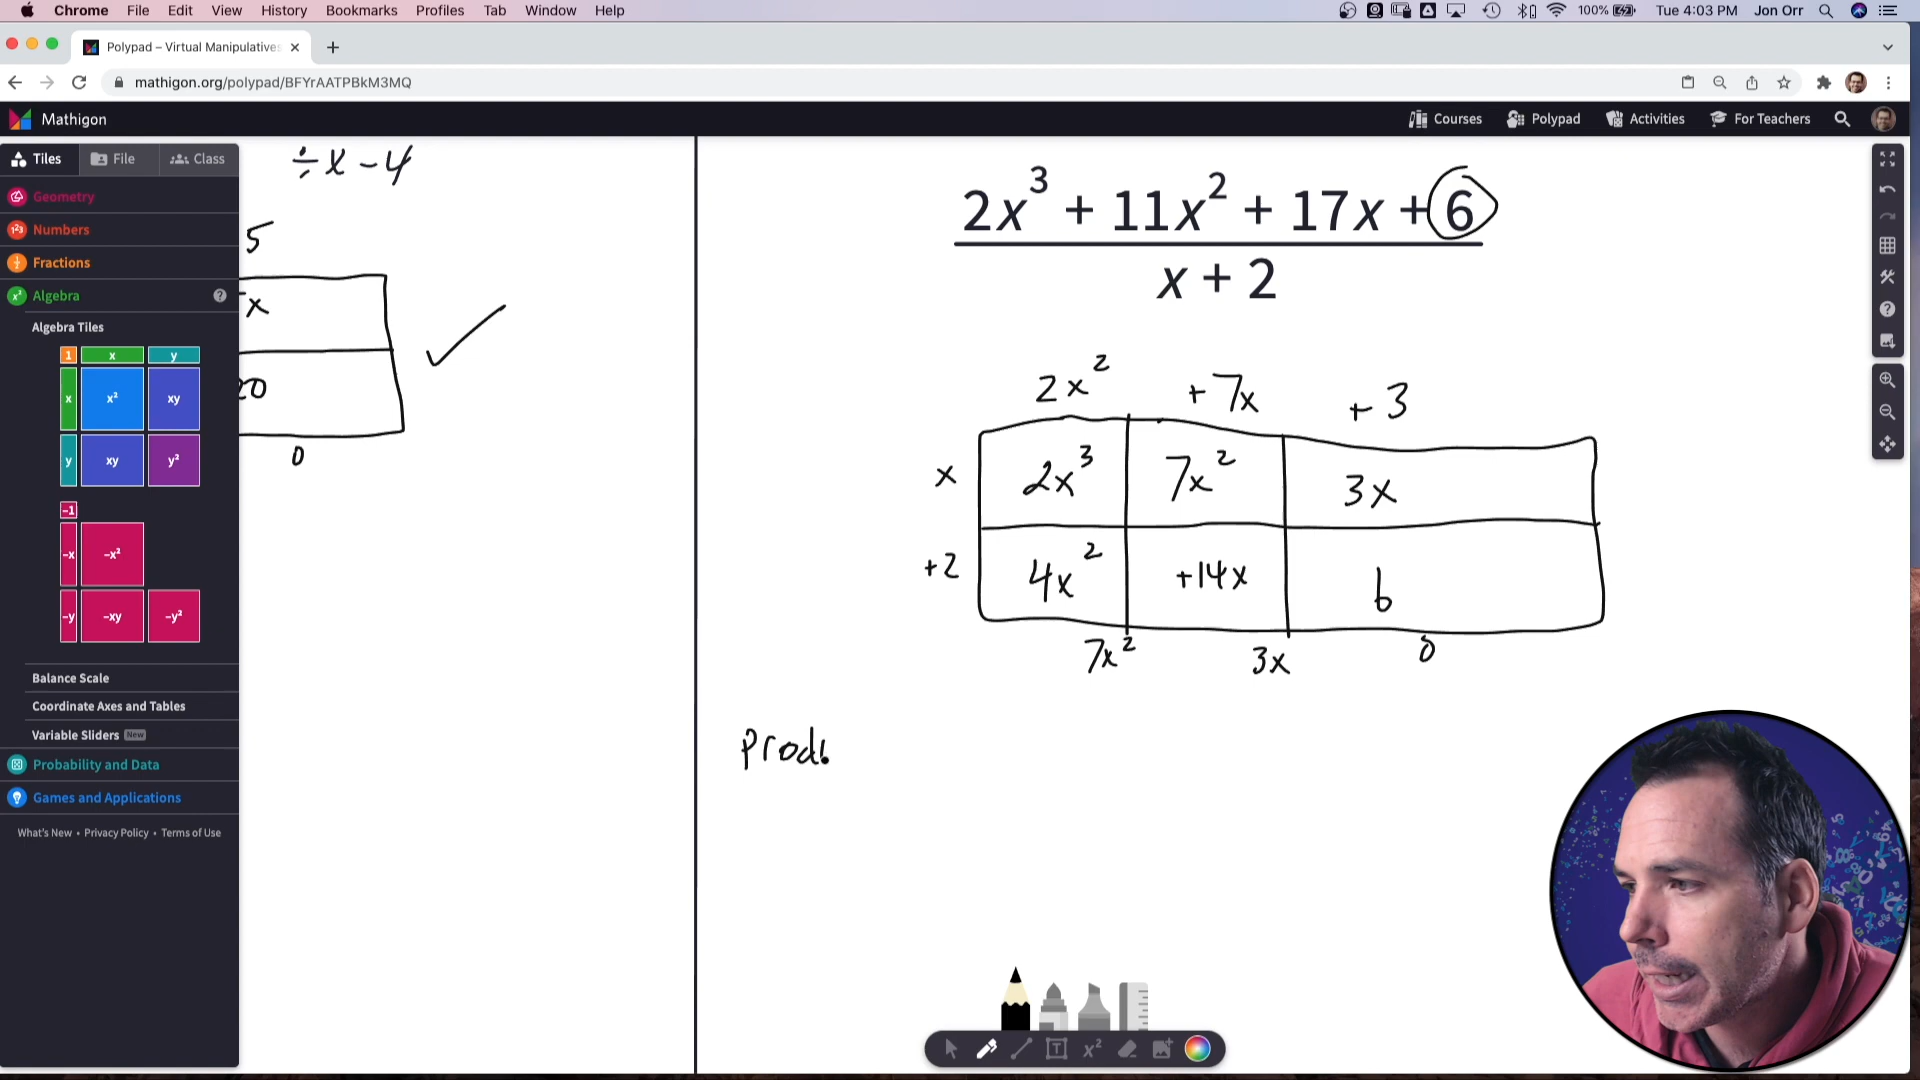 Chrome File Edit View History Bookmarks Profiles Tab Window Help 100% Tue 4:03 PM Jon Orr
Polypad – Virtual Manipulatives
mathigon.org/polypad/BFYrAATPBkM3MQ
Mathigon Courses Polypad Activities For Teachers
Tiles File Class
Geometry
Numbers
Fractions
Algebra
Algebra Tiles
1 x y
x x² xy
y xy y²
-1
-x -x²
-y -xy -y²
Balance Scale
Coordinate Axes and Tables
Variable Sliders New
Probability and Data
Games and Applications
What's New • Privacy Policy • Terms of Use
÷ x - 4
5
x
20
0
2x³ + 11x² + 17x + 6
x + 2
2x² + 7x + 3
x 2x³ 7x² 3x
+2 4x² +14x 6
7x² 3x 0
T x²